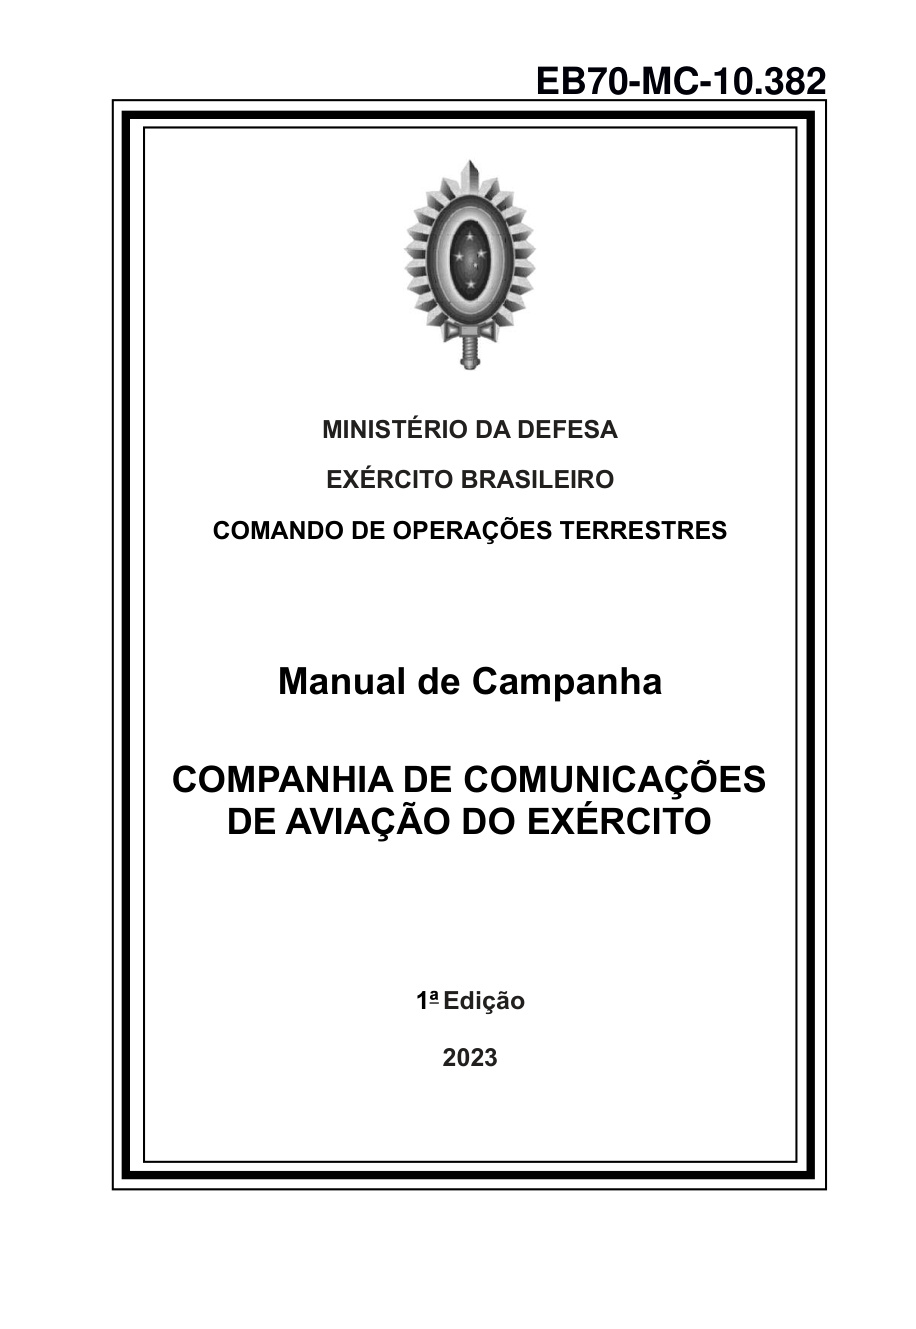 EB70-MC-10.382
MINISTÉRIO DA DEFESA
EXÉRCITO BRASILEIRO
COMANDO DE OPERAÇÕES TERRESTRES
Manual de Campanha
COMPANHIA DE COMUNICAÇÕES
DE AVIAÇÃO DO EXÉRCITO
1ª Edição
2023